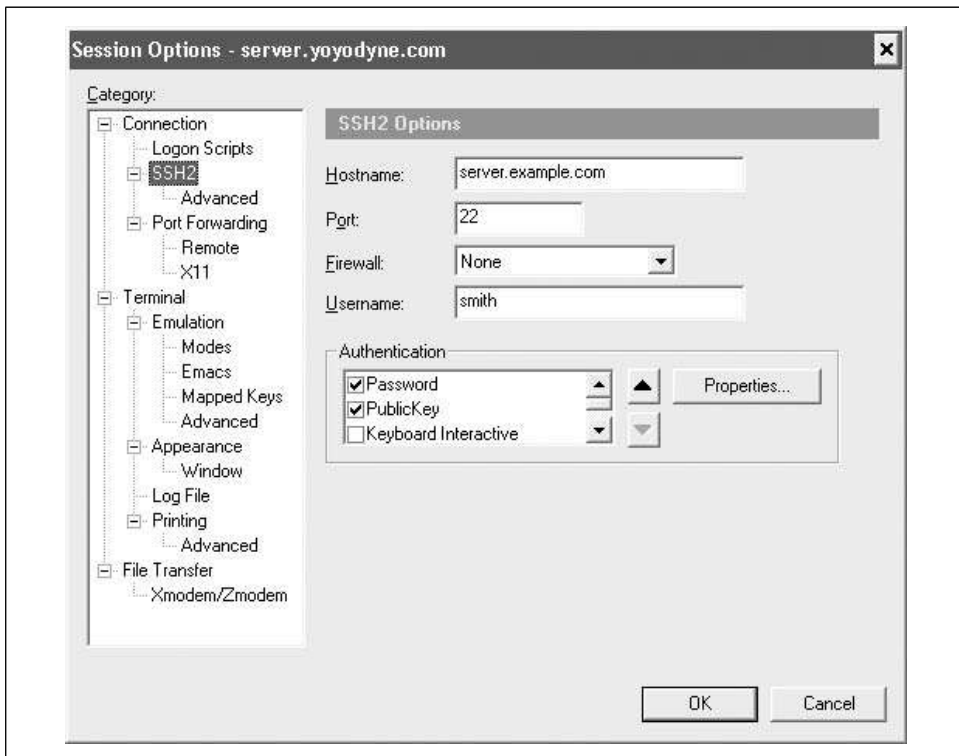 Session Options - server.yoyodyne.com
Category:
Connection
Logon Scripts
SSH2
Advanced
Port Forwarding
Remote
X11
Terminal
Emulation
Modes
Emacs
Mapped Keys
Advanced
Appearance
Window
Log File
Printing
Advanced
File Transfer
Xmodem/Zmodem
SSH2 Options
Hostname: server.example.com
Port: 22
Firewall: None
Username: smith
Authentication
Password
PublicKey
Keyboard Interactive
Properties...
OK Cancel